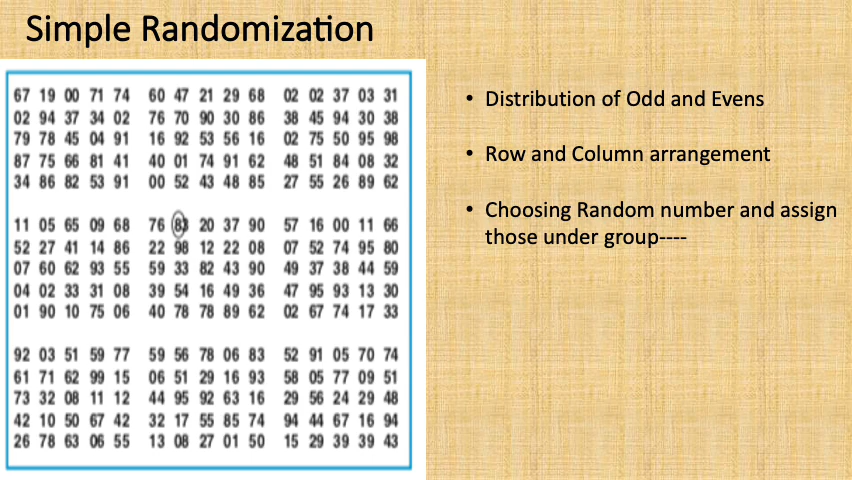 Simple Randomization
67 19 00 71 74 60 47 21 29 68 02 02 37 03 31
02 94 37 34 02 76 70 90 30 86 38 45 94 30 38
79 78 45 04 91 16 92 53 56 16 02 75 50 95 98
87 75 66 81 41 40 01 74 91 62 48 51 84 08 32
34 86 82 53 91 00 52 43 48 85 27 55 26 89 62
11 05 65 09 68 76 83 20 37 90 57 16 00 11 66
52 27 41 14 86 22 98 12 22 08 07 52 74 95 80
07 60 62 93 55 59 33 82 43 90 49 37 38 44 59
04 02 33 31 08 39 54 16 49 36 47 95 93 13 30
01 90 10 75 06 40 78 78 89 62 02 67 74 17 33
92 03 51 59 77 59 56 78 06 83 52 91 05 70 74
61 71 62 99 15 06 51 29 16 93 58 05 77 09 51
73 32 08 11 12 44 95 92 63 16 29 56 24 29 48
42 10 50 67 42 32 17 55 85 74 94 44 67 16 94
26 78 63 06 55 13 08 27 01 50 15 29 39 39 43
• Distribution of Odd and Evens
• Row and Column arrangement
• Choosing Random number and assign
those under group----